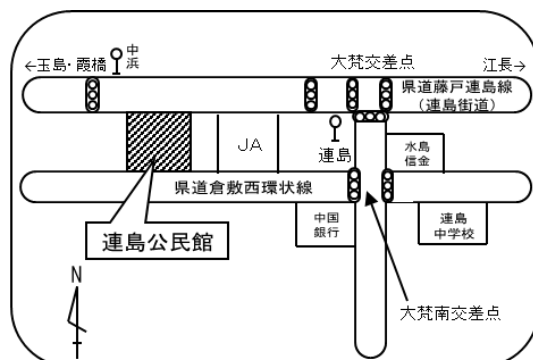 中
浜
←玉島・霞橋
大梵交差点
江長→
県道藤戸連島線
(連島街道)
JA
連島
水島
信金
県道倉敷西環状線
連島公民館
中国
銀行
連島
中学校
N
大梵南交差点